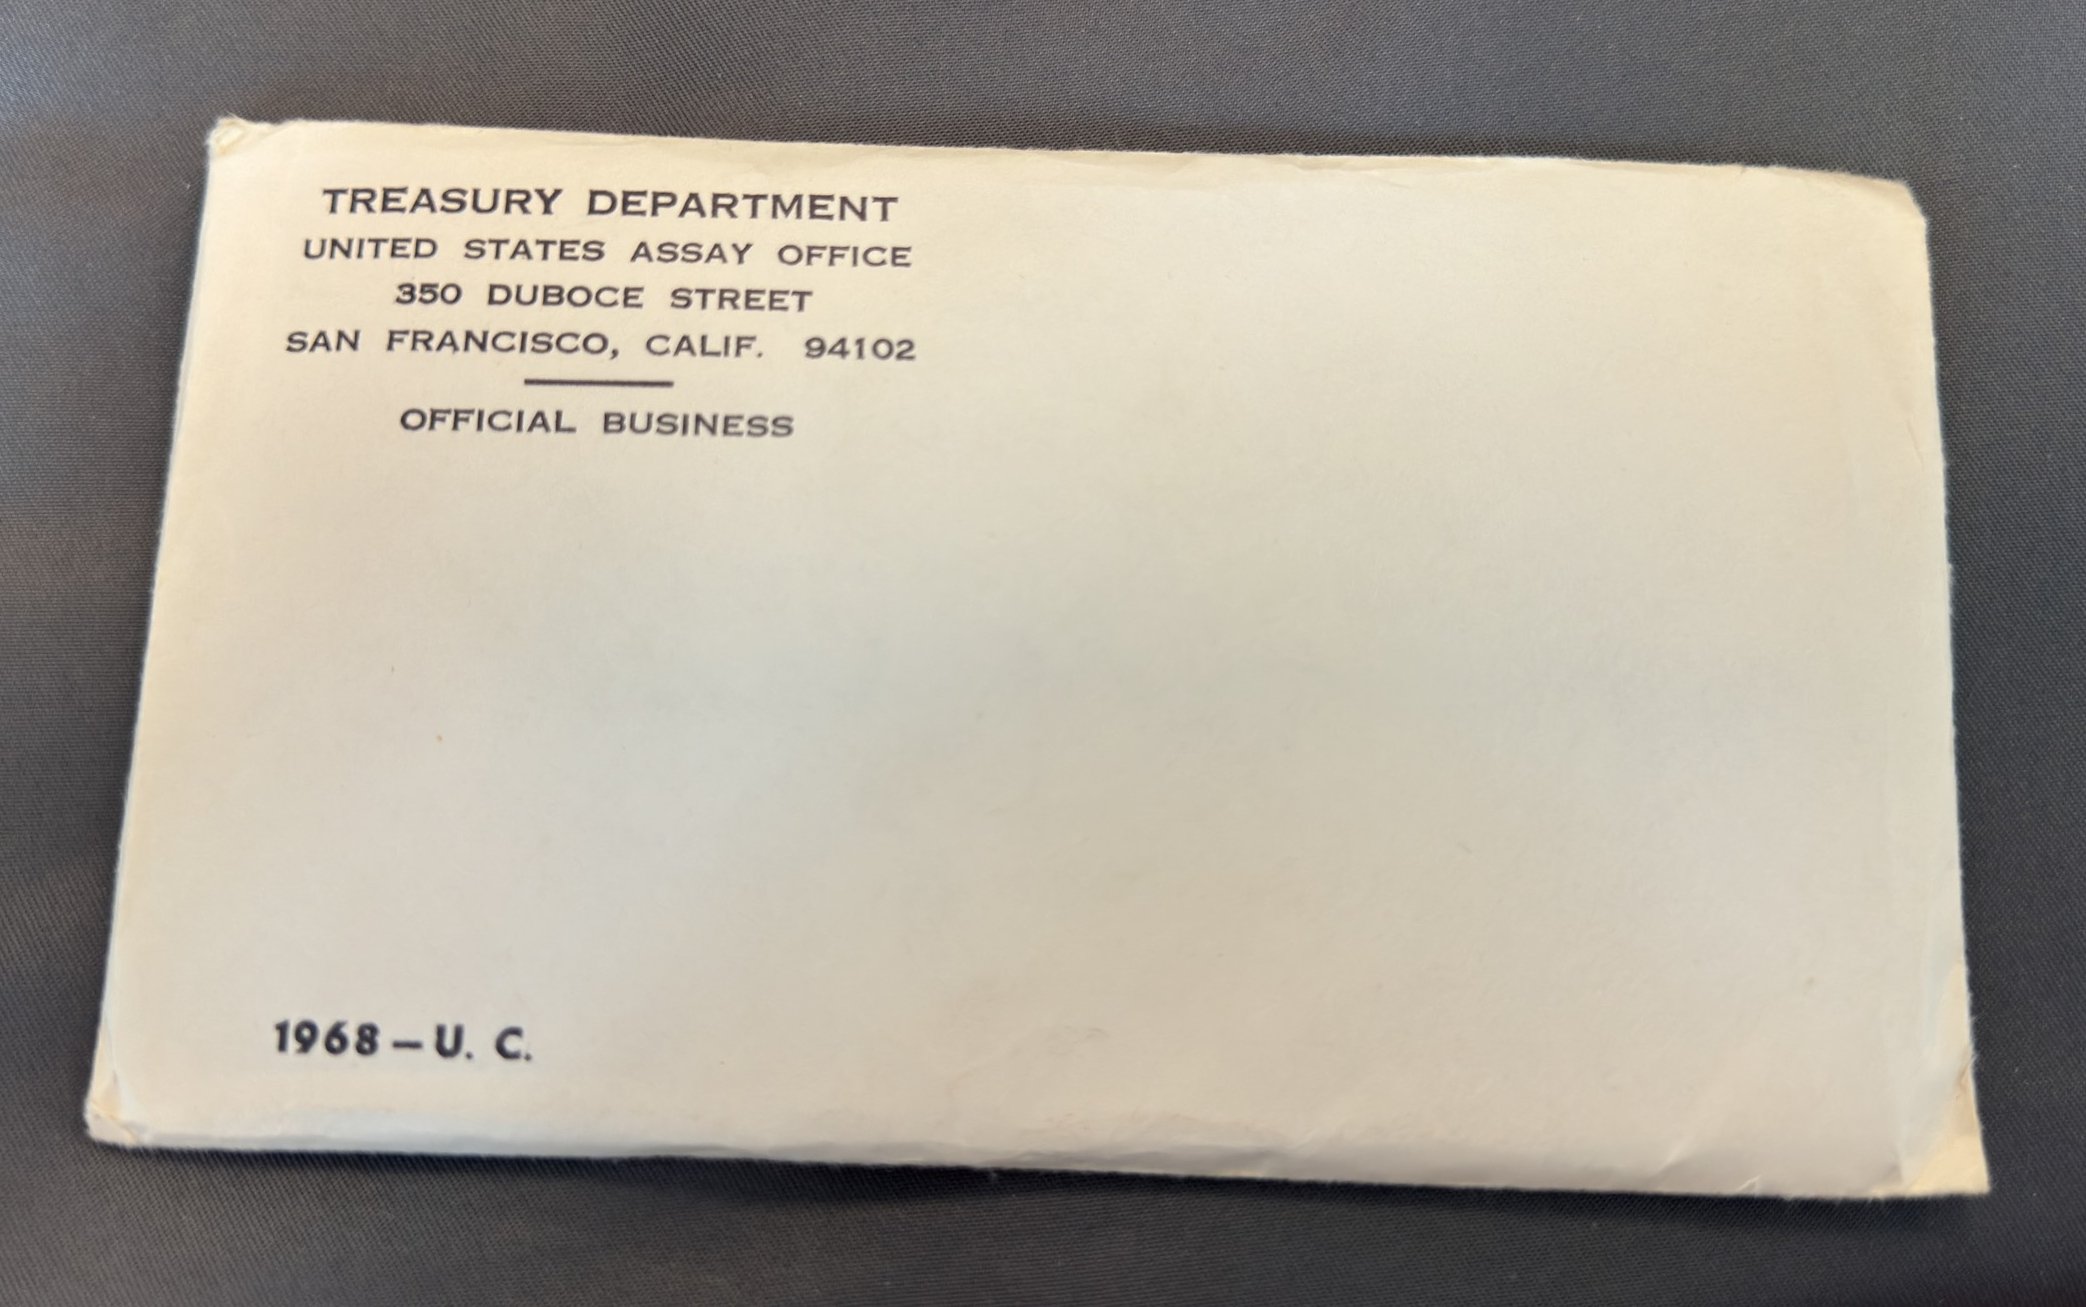 TREASURY DEPARTMENT
UNITED STATES ASSAY OFFICE
350 DUBOCE STREET
SAN FRANCISCO, CALIF. 94102
OFFICIAL BUSINESS
1968 – U. C.